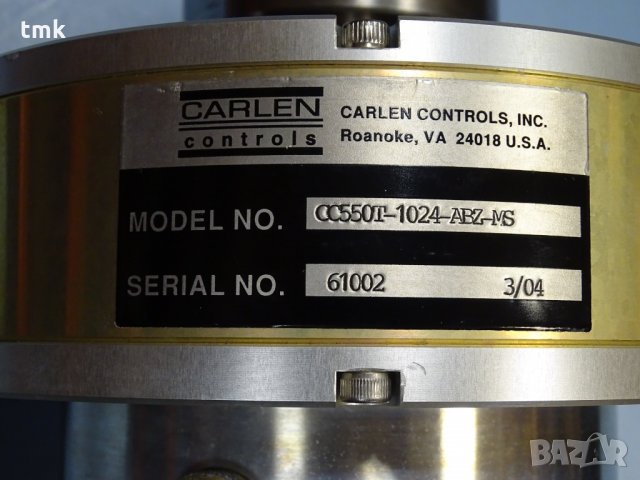 tmk
CARLEN
controls
CARLEN CONTROLS, INC.
Roanoke, VA 24018 U.S.A.
MODEL NO. CC550T-1024-ABZ-MS
SERIAL NO. 61002 3/04
BAZAR